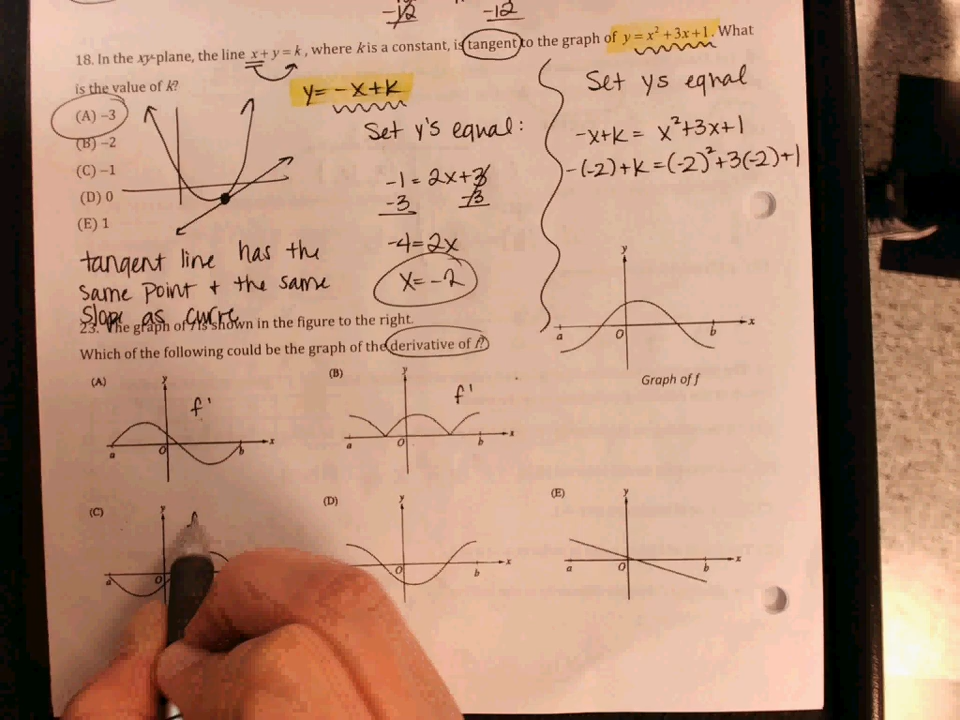 -12 -12
18. In the xy-plane, the line x + y = k, where k is a constant, is tangent to the graph of y = x² + 3x + 1. What
is the value of k?
(A) -3
(B) -2
(C) -1
(D) 0
(E) 1
y = -x+k
Set y's equal:
-1 = 2x+3
-3 -3
-4 = 2x
x = -2
Set ys equal
-x+k = x²+3x+1
-(-2)+k = (-2)²+3(-2)+1
tangent line has the
same point + the same
slope as curve
23. The graph of f is shown in the figure to the right.
Which of the following could be the graph of the derivative of f?
y
a O b x
Graph of f
(A)
y
f'
a O b x
(B)
y
f'
a O b x
(C)
y
a O
(D)
y
O b x
(E)
y
a O b x